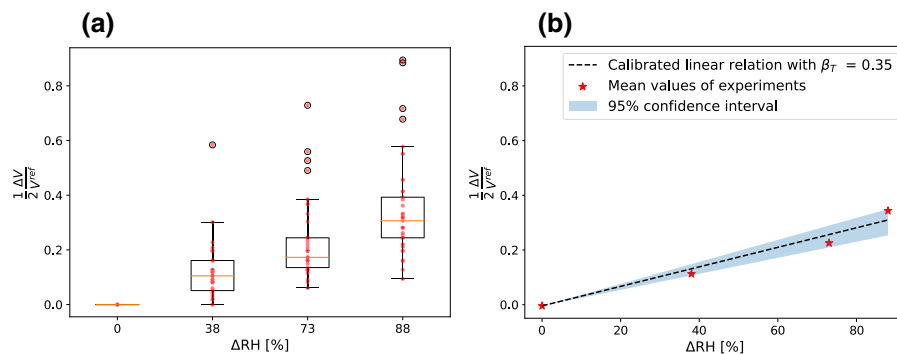 (a)
(b)
0.8
0.6
0.4
0.2
0.0
1/2 ΔV/V^ref
0 38 73 88
ΔRH [%]
0.8
0.6
0.4
0.2
0.0
1/2 ΔV/V^ref
Calibrated linear relation with β_T = 0.35
Mean values of experiments
95% confidence interval
0 20 40 60 80
ΔRH [%]